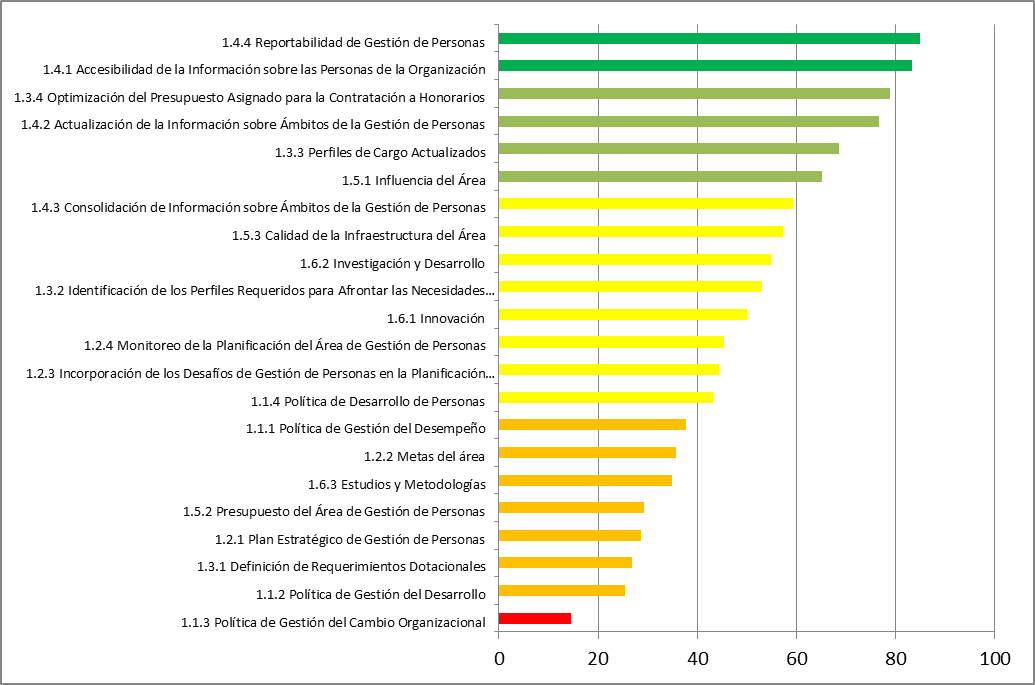 1.4.4 Reportabilidad de Gestión de Personas
1.4.1 Accesibilidad de la Información sobre las Personas de la Organización
1.3.4 Optimización del Presupuesto Asignado para la Contratación a Honorarios
1.4.2 Actualización de la Información sobre Ámbitos de la Gestión de Personas
1.3.3 Perfiles de Cargo Actualizados
1.5.1 Influencia del Área
1.4.3 Consolidación de Información sobre Ámbitos de la Gestión de Personas
1.5.3 Calidad de la Infraestructura del Área
1.6.2 Investigación y Desarrollo
1.3.2 Identificación de los Perfiles Requeridos para Afrontar las Necesidades…
1.6.1 Innovación
1.2.4 Monitoreo de la Planificación del Área de Gestión de Personas
1.2.3 Incorporación de los Desafíos de Gestión de Personas en la Planificación…
1.1.4 Política de Desarrollo de Personas
1.1.1 Política de Gestión del Desempeño
1.2.2 Metas del área
1.6.3 Estudios y Metodologías
1.5.2 Presupuesto del Área de Gestión de Personas
1.2.1 Plan Estratégico de Gestión de Personas
1.3.1 Definición de Requerimientos Dotacionales
1.1.2 Política de Gestión del Desarrollo
1.1.3 Política de Gestión del Cambio Organizacional
0 20 40 60 80 100